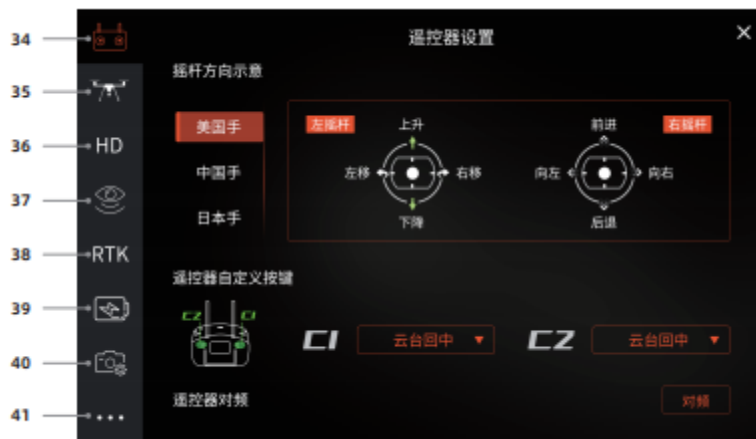 34
遥控器设置
×
摇杆方向示意
35
美国手
左摇杆
上升
前进
右摇杆
36
HD
中国手
左移
右移
向左
向右
37
日本手
下降
后退
38
RTK
遥控器自定义按键
39
C2
C1
C1
云台回中
C2
云台回中
40
遥控器对频
对频
41